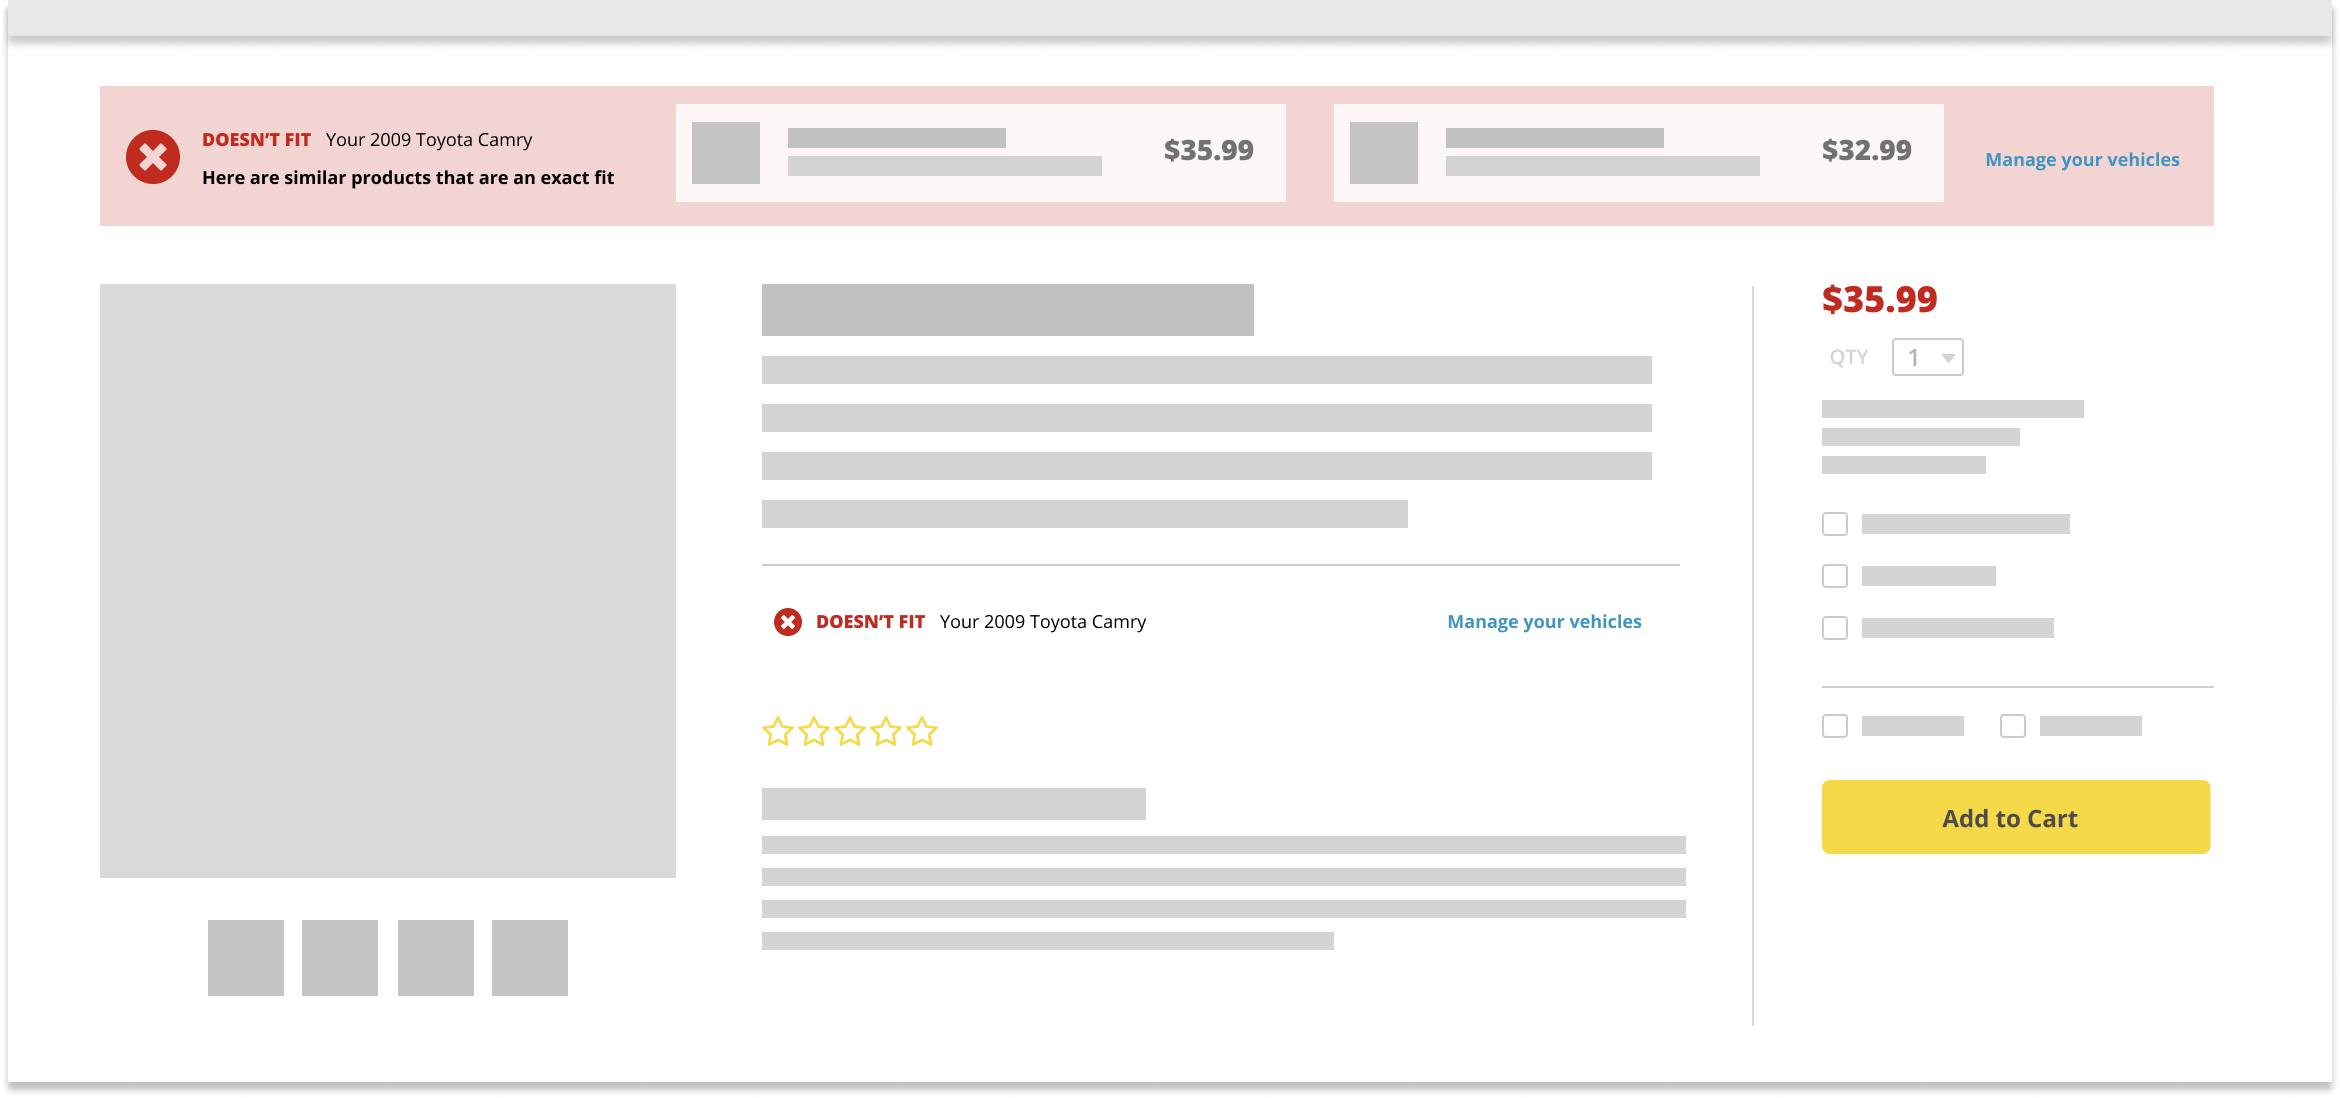 DOESN’T FIT Your 2009 Toyota Camry
Here are similar products that are an exact fit
$35.99
$32.99
Manage your vehicles
$35.99
QTY 1
DOESN’T FIT Your 2009 Toyota Camry
Manage your vehicles
Add to Cart